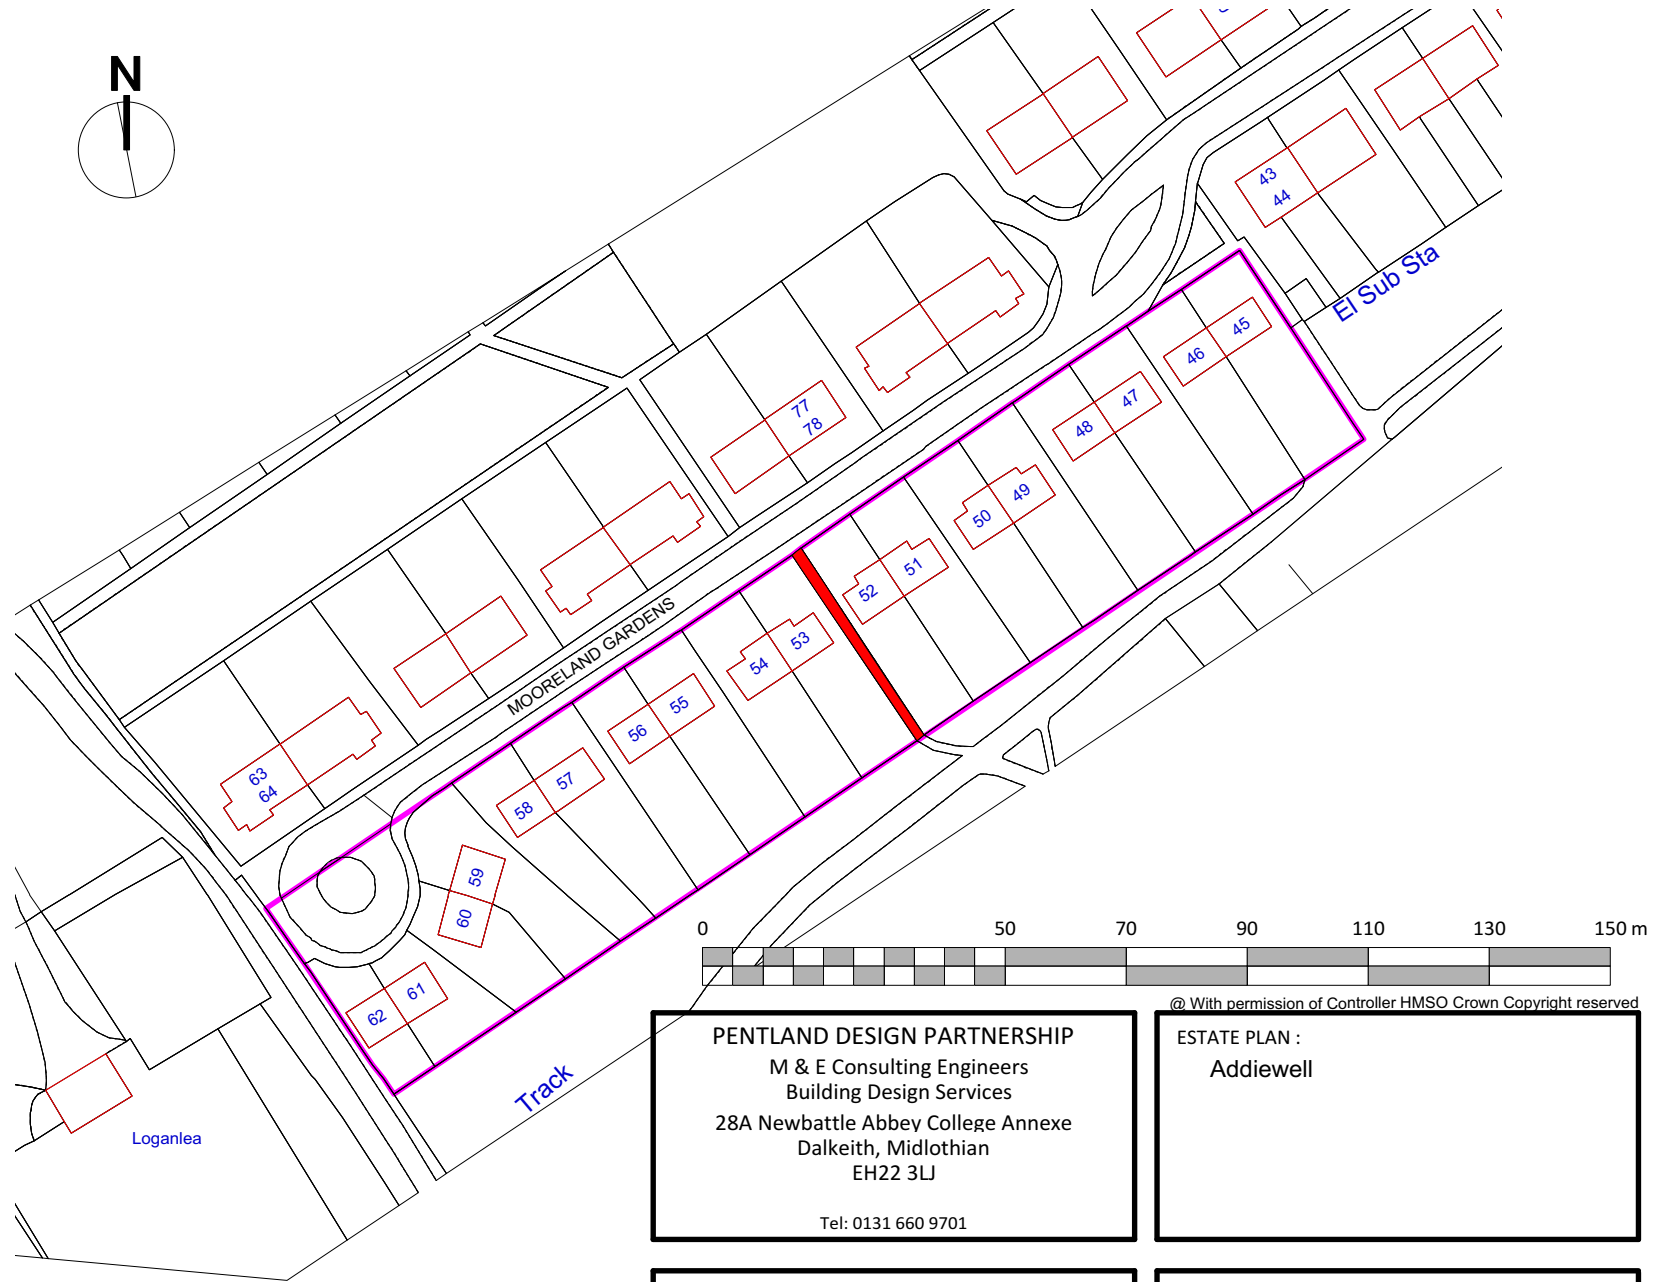 N
43
44
El Sub Sta
45
46
47
48
49
50
51
52
53
54
55
56
57
58
59
60
61
62
63
64
77
78
MOORELAND GARDENS
Loganlea
Track
0 50 70 90 110 130 150 m
@ With permission of Controller HMSO Crown Copyright reserved
PENTLAND DESIGN PARTNERSHIP
M & E Consulting Engineers
Building Design Services
28A Newbattle Abbey College Annexe
Dalkeith, Midlothian
EH22 3LJ
Tel: 0131 660 9701
ESTATE PLAN :
Addiewell